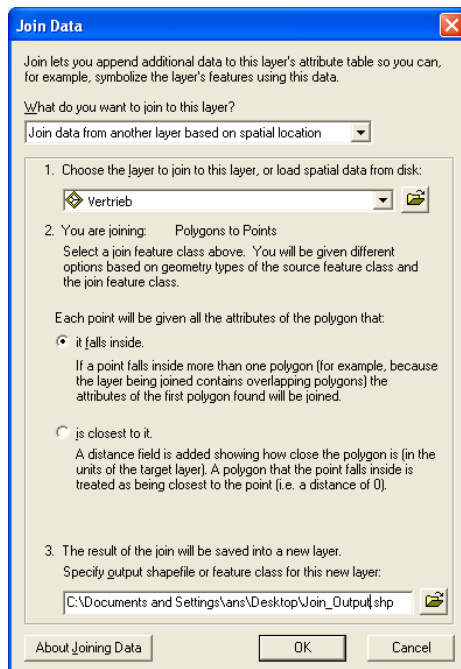 Join Data
Join lets you append additional data to this layer's attribute table so you can,
for example, symbolize the layer's features using this data.
What do you want to join to this layer?
Join data from another layer based on spatial location
1. Choose the layer to join to this layer, or load spatial data from disk:
Vertrieb
2. You are joining: Polygons to Points
Select a join feature class above. You will be given different
options based on geometry types of the source feature class and
the join feature class.
Each point will be given all the attributes of the polygon that:
it falls inside.
If a point falls inside more than one polygon (for example, because
the layer being joined contains overlapping polygons) the
attributes of the first polygon found will be joined.
is closest to it.
A distance field is added showing how close the polygon is (in the
units of the target layer). A polygon that the point falls inside is
treated as being closest to the point (i.e. a distance of 0).
3. The result of the join will be saved into a new layer.
Specify output shapefile or feature class for this new layer:
C:\Documents and Settings\ans\Desktop\Join_Output.shp
About Joining Data OK Cancel